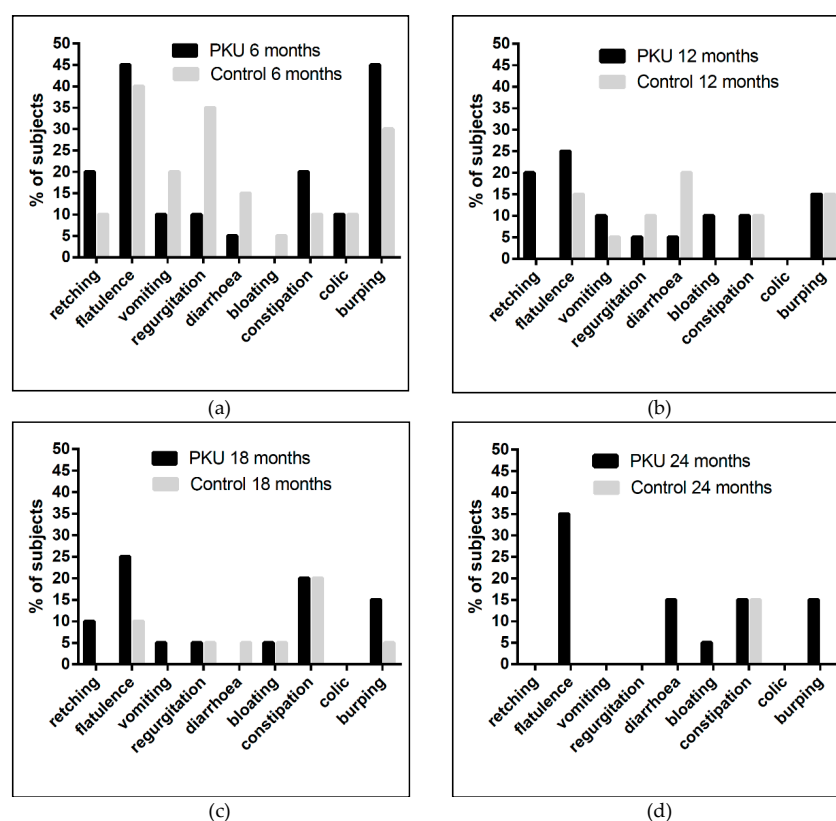 50
45
40
35
30
25
20
15
10
5
0
% of subjects
PKU 6 months
Control 6 months
retching
flatulence
vomiting
regurgitation
diarrhoea
bloating
constipation
colic
burping
(a)
50
45
40
35
30
25
20
15
10
5
0
% of subjects
PKU 12 months
Control 12 months
retching
flatulence
vomiting
regurgitation
diarrhoea
bloating
constipation
colic
burping
(b)
50
45
40
35
30
25
20
15
10
5
0
% of subjects
PKU 18 months
Control 18 months
retching
flatulence
vomiting
regurgitation
diarrhoea
bloating
constipation
colic
burping
(c)
50
45
40
35
30
25
20
15
10
5
0
% of subjects
PKU 24 months
Control 24 months
retching
flatulence
vomiting
regurgitation
diarrhoea
bloating
constipation
colic
burping
(d)